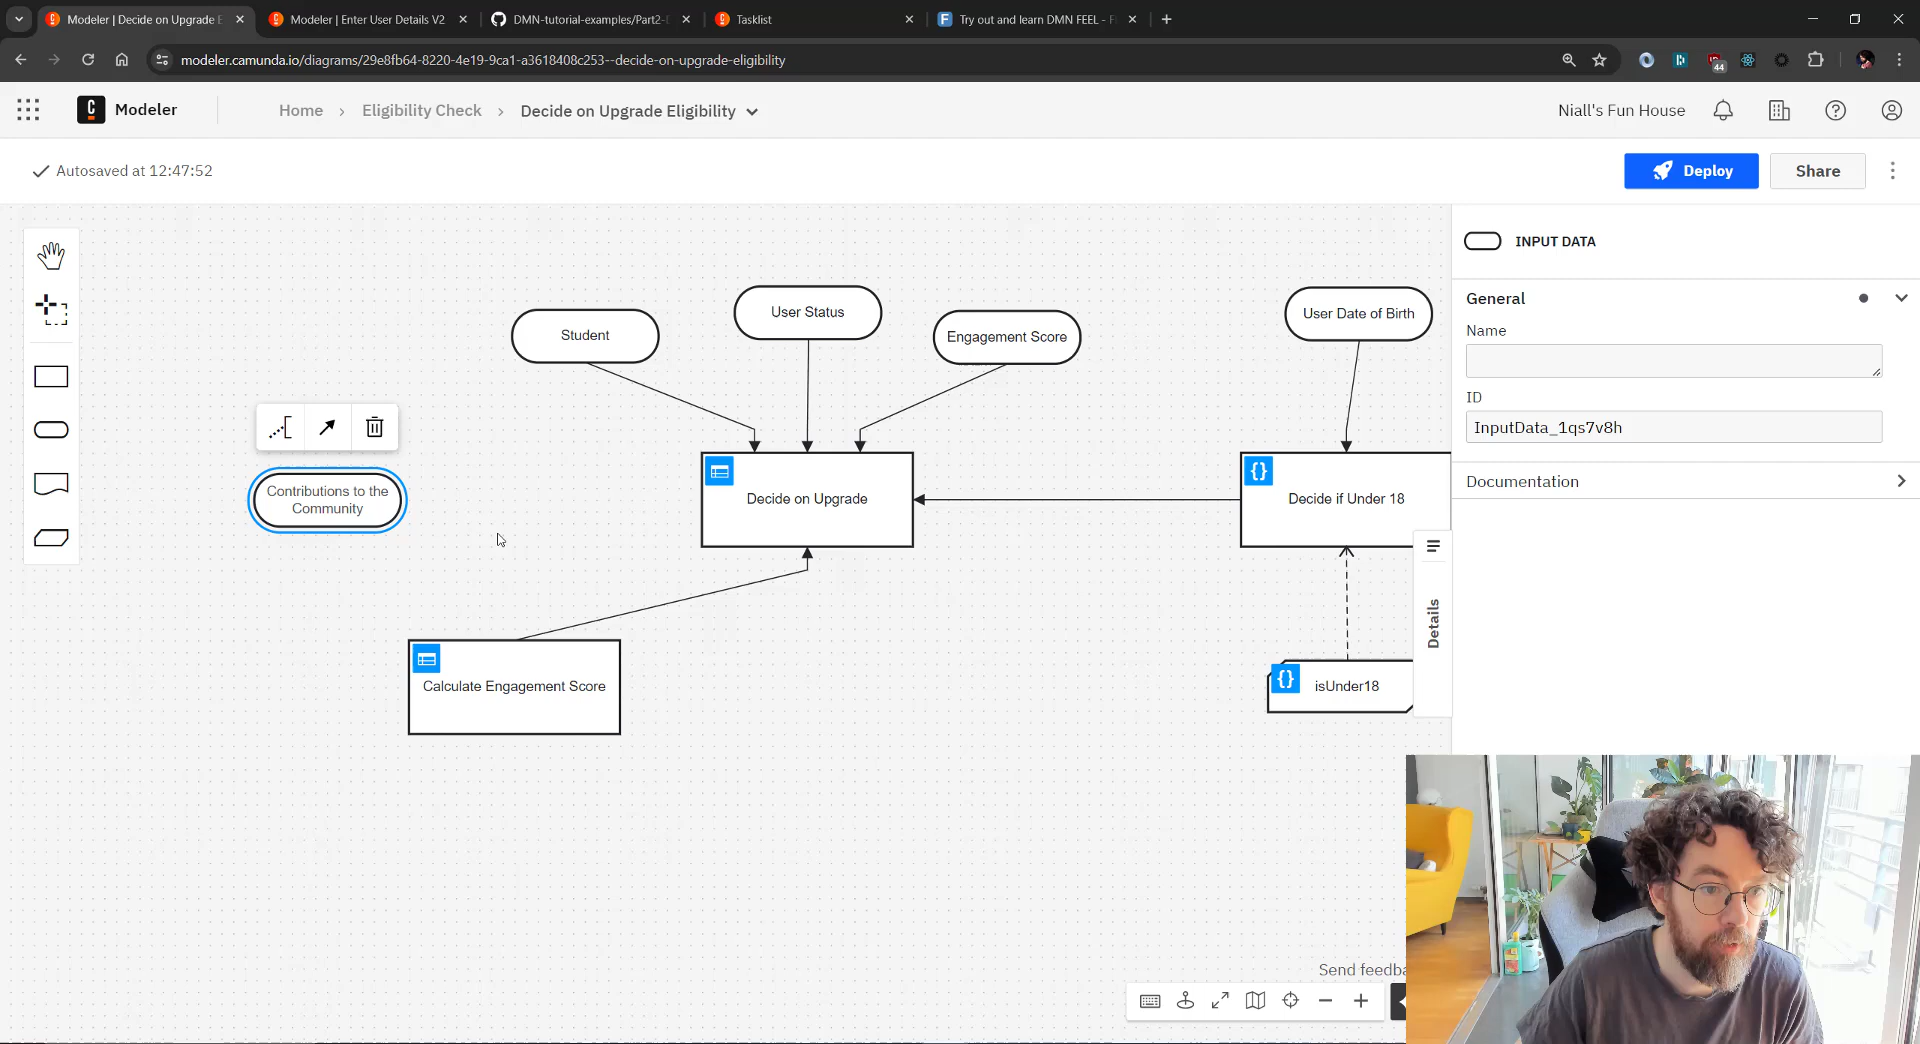 Modeler | Decide on Upgrade E
Modeler | Enter User Details V2
DMN-tutorial-examples/Part2-D
Tasklist
Try out and learn DMN FEEL - F
modeler.camunda.io/diagrams/29e8fb64-8220-4e19-9ca1-a3618408c253--decide-on-upgrade-eligibility
44
Modeler
Home
Eligibility Check
Decide on Upgrade Eligibility
Niall's Fun House
Autosaved at 12:47:52
Deploy
Share
INPUT DATA
General
Name
ID
InputData_1qs7v8h
Documentation
Details
Student
User Status
Engagement Score
User Date of Birth
Contributions to the
Community
Decide on Upgrade
Decide if Under 18
Calculate Engagement Score
isUnder18
Send feedba